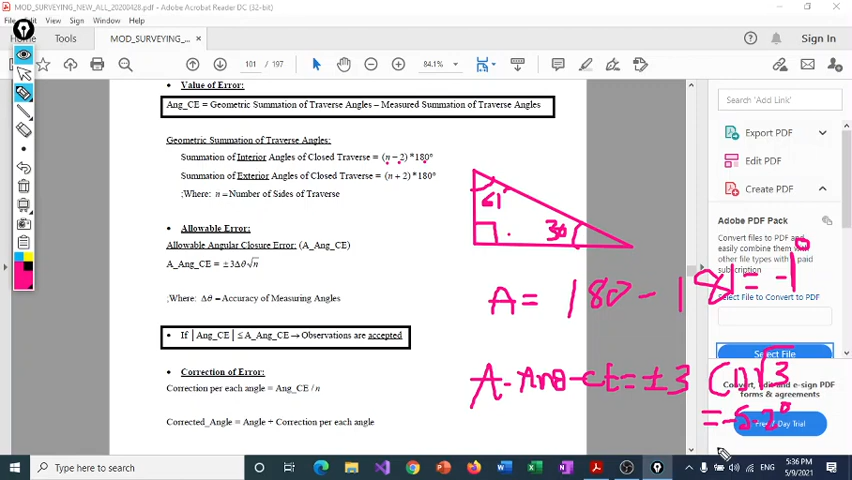 MOD_SURVEYING_NEW_ALL_20200428.pdf - Adobe Acrobat Reader DC (32-bit)
File Edit View Sign Window Help
Home Tools MOD_SURVEYING_... × Sign In
101 / 197 84.1%
• Value of Error:
Ang_CE = Geometric Summation of Traverse Angles – Measured Summation of Traverse Angles
Geometric Summation of Traverse Angles:
Summation of Interior Angles of Closed Traverse = (n − 2) *180°
Summation of Exterior Angles of Closed Traverse = (n + 2) *180°
;Where: n = Number of Sides of Traverse
• Allowable Error:
Allowable Angular Closure Error: (A_Ang_CE)
A_Ang_CE = ± 3Δθ√n
;Where: Δθ = Accuracy of Measuring Angles
• If |Ang_CE| ≤ A_Ang_CE → Observations are accepted
• Correction of Error:
Correction per each angle = Ang_CE / n
Corrected_Angle = Angle + Correction per each angle
61
30
A = 180 - 181 = -1°
A-Ang-CE = ±3 (1)√3
Search 'Add Link'
Export PDF
Edit PDF
Create PDF
Adobe PDF Pack
Convert files to PDFs and easily combine them with other file types with a paid subscription
Select File to Convert to PDF
Select File
Convert, edit and e-sign PDF
forms & agreements
Free 7-Day Trial
Type here to search
ENG
5:36 PM
5/9/2021